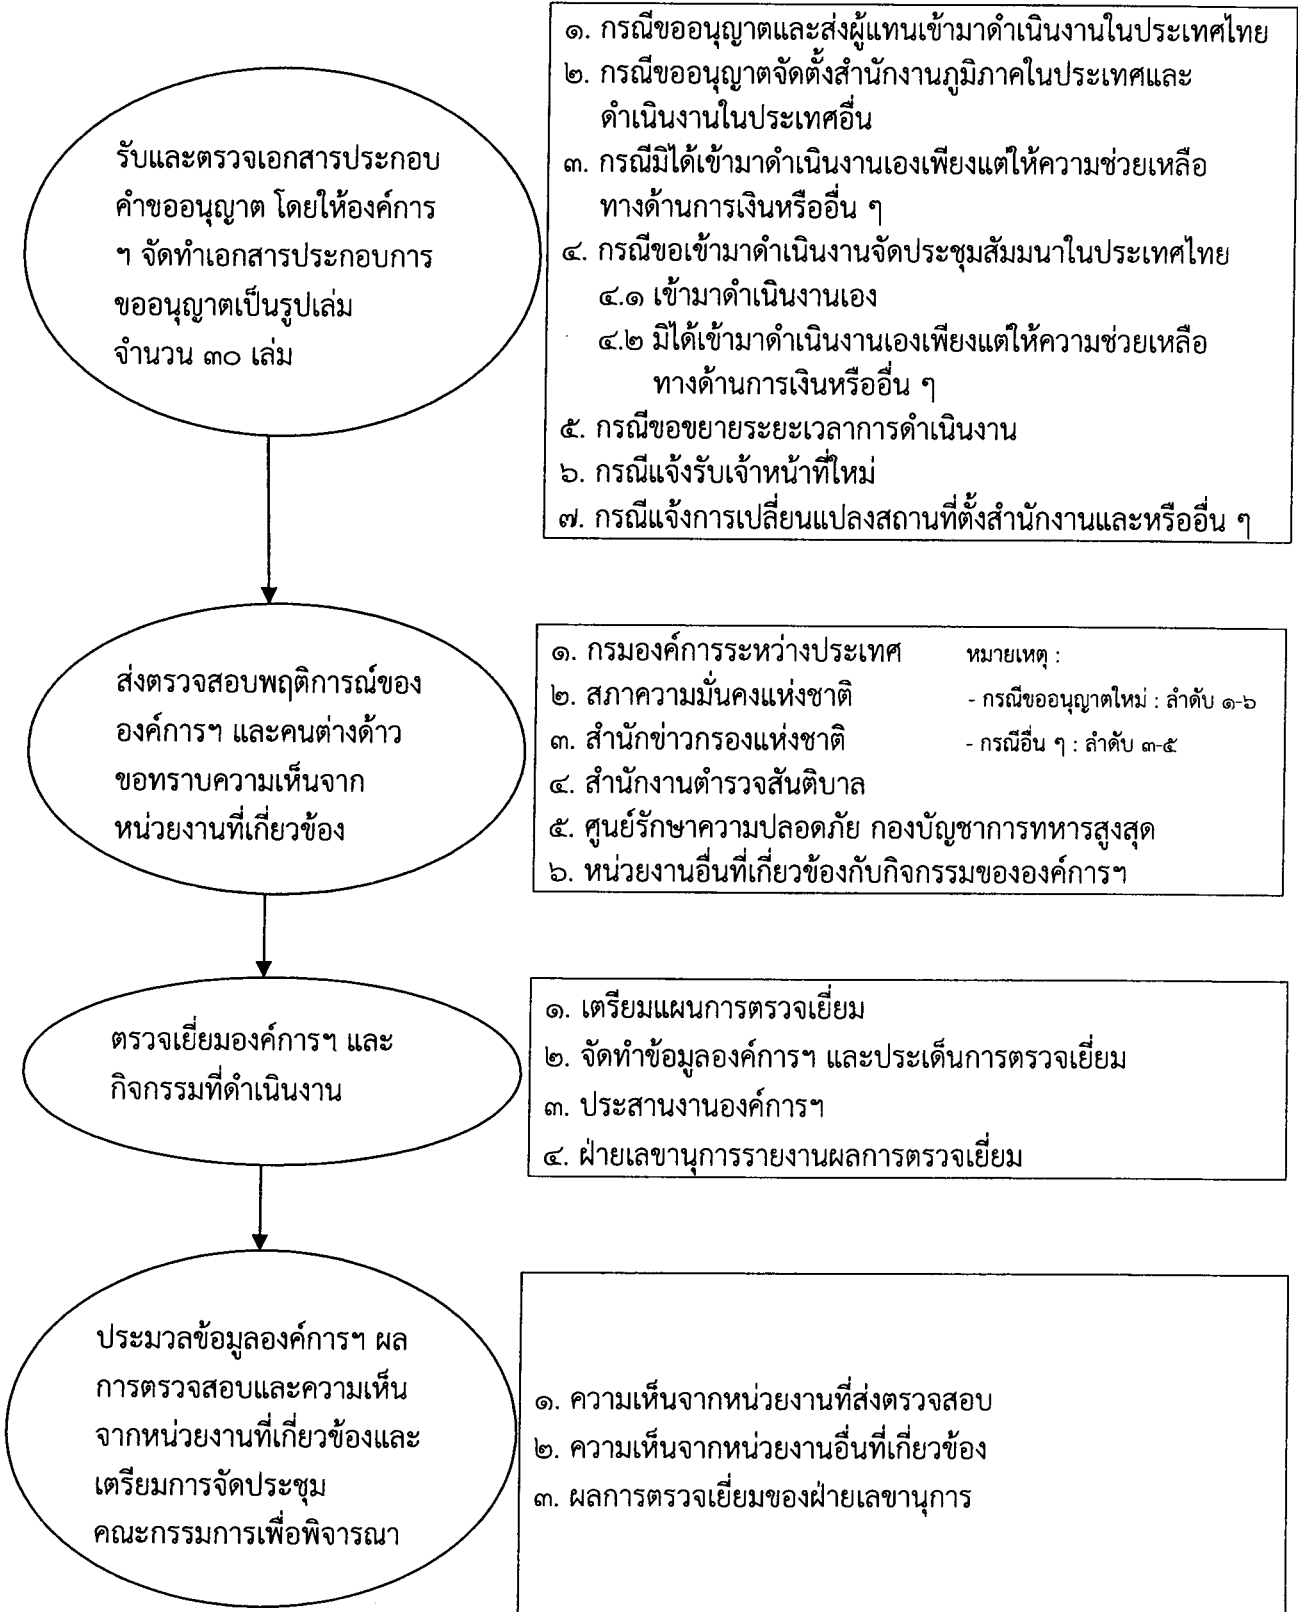 รับและตรวจเอกสารประกอบ
คำขออนุญาต โดยให้องค์การ
ฯ จัดทำเอกสารประกอบการ
ขออนุญาตเป็นรูปเล่ม
จำนวน ๓๐ เล่ม
๑. กรณีขออนุญาตและส่งผู้แทนเข้ามาดำเนินงานในประเทศไทย
๒. กรณีขออนุญาตจัดตั้งสำนักงานภูมิภาคในประเทศและ
ดำเนินงานในประเทศอื่น
๓. กรณีมิได้เข้ามาดำเนินงานเองเพียงแต่ให้ความช่วยเหลือ
ทางด้านการเงินหรืออื่น ๆ
๔. กรณีขอเข้ามาดำเนินงานจัดประชุมสัมมนาในประเทศไทย
๔.๑ เข้ามาดำเนินงานเอง
๔.๒ มิได้เข้ามาดำเนินงานเองเพียงแต่ให้ความช่วยเหลือ
ทางด้านการเงินหรืออื่น ๆ
๕. กรณีขอขยายระยะเวลาการดำเนินงาน
๖. กรณีแจ้งรับเจ้าหน้าที่ใหม่
๗. กรณีแจ้งการเปลี่ยนแปลงสถานที่ตั้งสำนักงานและหรืออื่น ๆ
ส่งตรวจสอบพฤติการณ์ของ
องค์การฯ และคนต่างด้าว
ขอทราบความเห็นจาก
หน่วยงานที่เกี่ยวข้อง
๑. กรมองค์การระหว่างประเทศ หมายเหตุ :
๒. สภาความมั่นคงแห่งชาติ - กรณีขออนุญาตใหม่ : ลำดับ ๑-๖
๓. สำนักข่าวกรองแห่งชาติ - กรณีอื่น ๆ : ลำดับ ๓-๕
๔. สำนักงานตำรวจสันติบาล
๕. ศูนย์รักษาความปลอดภัย กองบัญชาการทหารสูงสุด
๖. หน่วยงานอื่นที่เกี่ยวข้องกับกิจกรรมขององค์การฯ
ตรวจเยี่ยมองค์การฯ และ
กิจกรรมที่ดำเนินงาน
๑. เตรียมแผนการตรวจเยี่ยม
๒. จัดทำข้อมูลองค์การฯ และประเด็นการตรวจเยี่ยม
๓. ประสานงานองค์การฯ
๔. ฝ่ายเลขานุการรายงานผลการตรวจเยี่ยม
ประมวลข้อมูลองค์การฯ ผล
การตรวจสอบและความเห็น
จากหน่วยงานที่เกี่ยวข้องและ
เตรียมการจัดประชุม
คณะกรรมการเพื่อพิจารณา
๑. ความเห็นจากหน่วยงานที่ส่งตรวจสอบ
๒. ความเห็นจากหน่วยงานอื่นที่เกี่ยวข้อง
๓. ผลการตรวจเยี่ยมของฝ่ายเลขานุการ